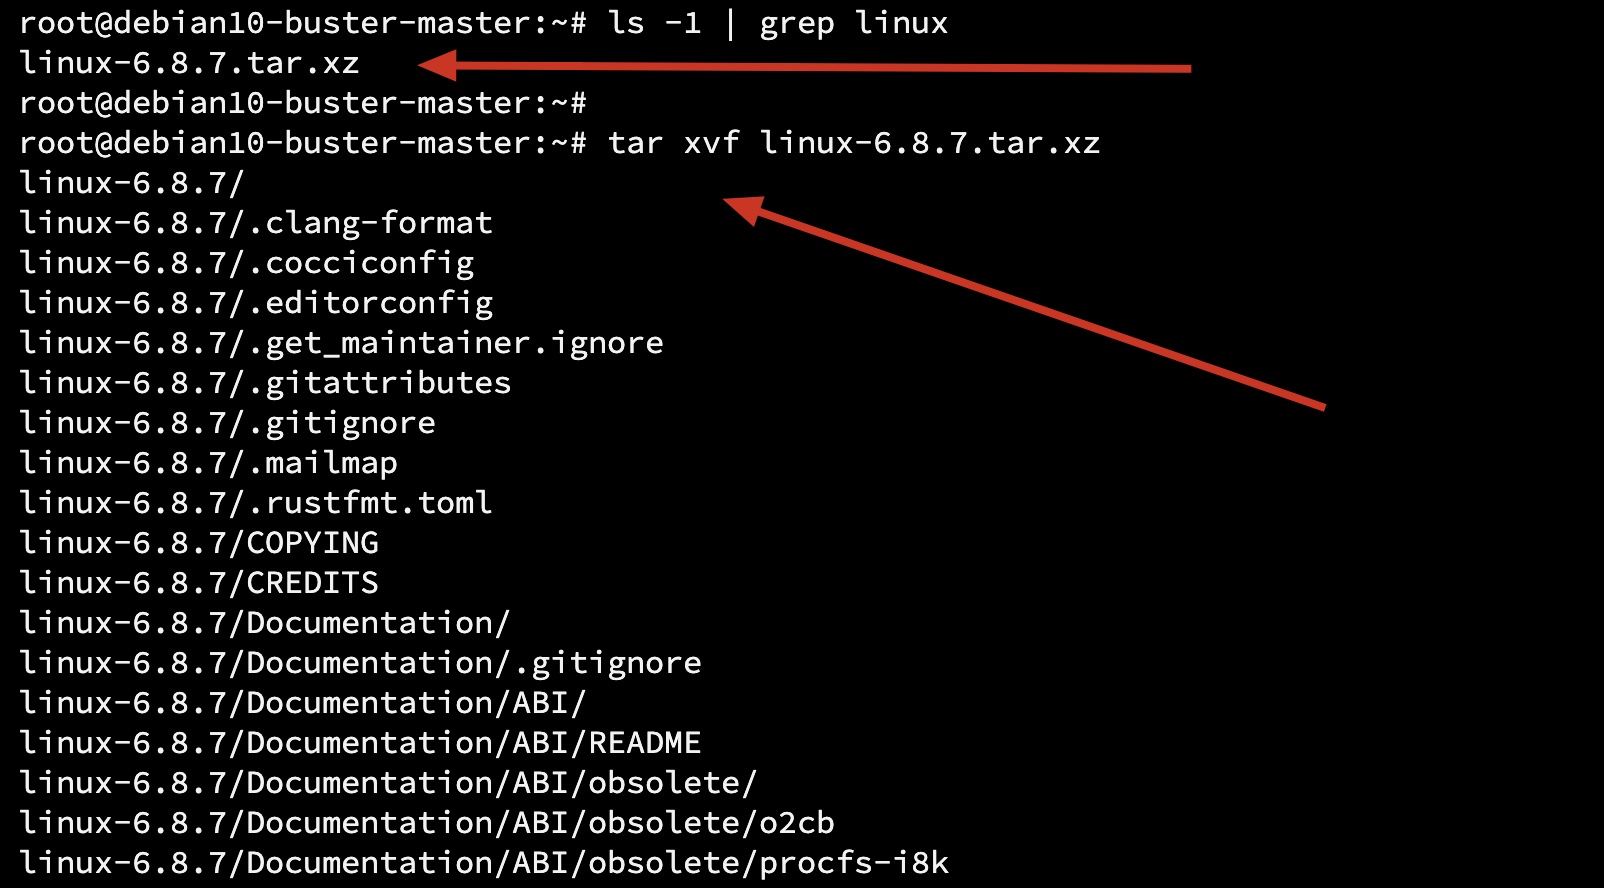 root@debian10-buster-master:~# ls -1 | grep linux
linux-6.8.7.tar.xz
root@debian10-buster-master:~#
root@debian10-buster-master:~# tar xvf linux-6.8.7.tar.xz
linux-6.8.7/
linux-6.8.7/.clang-format
linux-6.8.7/.cocciconfig
linux-6.8.7/.editorconfig
linux-6.8.7/.get_maintainer.ignore
linux-6.8.7/.gitattributes
linux-6.8.7/.gitignore
linux-6.8.7/.mailmap
linux-6.8.7/.rustfmt.toml
linux-6.8.7/COPYING
linux-6.8.7/CREDITS
linux-6.8.7/Documentation/
linux-6.8.7/Documentation/.gitignore
linux-6.8.7/Documentation/ABI/
linux-6.8.7/Documentation/ABI/README
linux-6.8.7/Documentation/ABI/obsolete/
linux-6.8.7/Documentation/ABI/obsolete/o2cb
linux-6.8.7/Documentation/ABI/obsolete/procfs-i8k